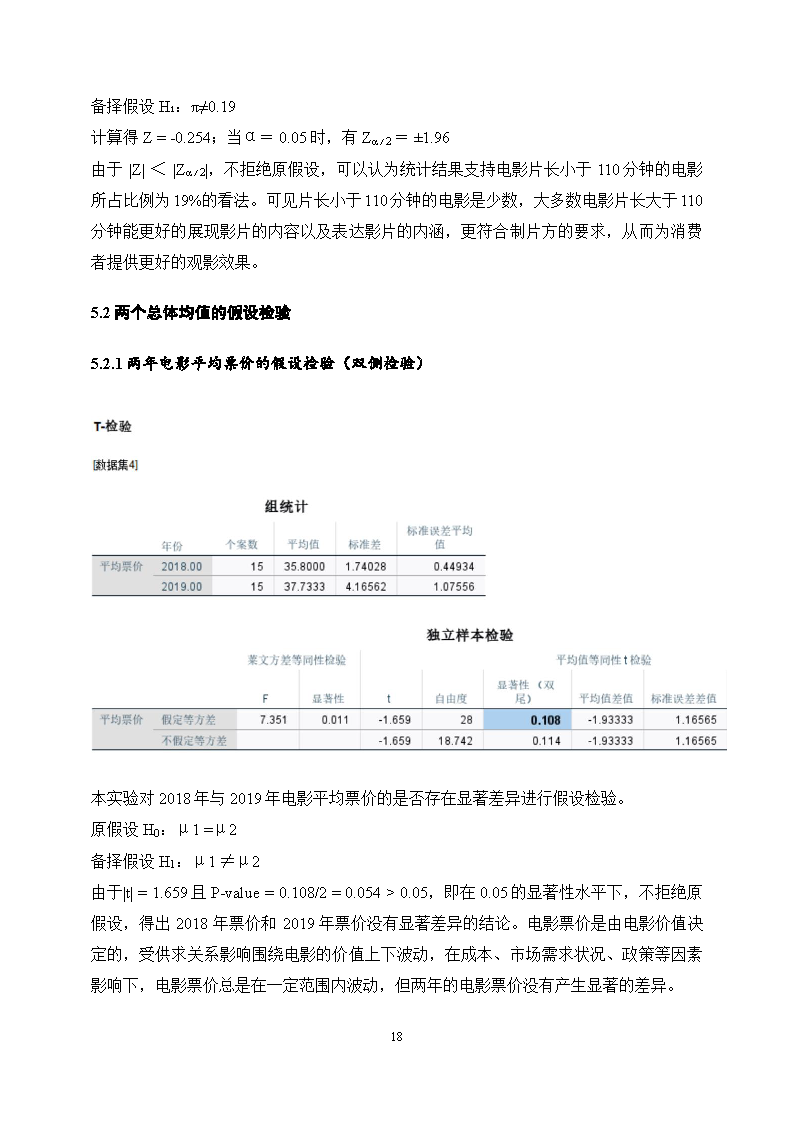 备择假设 H₁：π≠0.19
计算得 Z = -0.254；当α＝ 0.05 时，有 Zα/2＝ ±1.96
由于 |Z|＜ |Zα/2|，不拒绝原假设，可以认为统计结果支持电影片长小于 110 分钟的电影
所占比例为 19%的看法。可见片长小于 110 分钟的电影是少数，大多数电影片长大于 110
分钟能更好的展现影片的内容以及表达影片的内涵，更符合制片方的要求，从而为消费
者提供更好的观影效果。
5.2 两个总体均值的假设检验
5.2.1 两年电影平均票价的假设检验（双侧检验）
T-检验
[数据集4]
组统计
年份 个案数 平均值 标准差 标准误差平均
值
平均票价 2018.00 15 35.8000 1.74028 0.44934
2019.00 15 37.7333 4.16562 1.07556
独立样本检验
莱文方差等同性检验 平均值等同性 t 检验
F 显著性 t 自由度 显著性（双
尾） 平均值差值 标准误差差值
平均票价 假定等方差 7.351 0.011 -1.659 28 0.108 -1.93333 1.16565
不假定等方差 -1.659 18.742 0.114 -1.93333 1.16565
本实验对 2018 年与 2019 年电影平均票价的是否存在显著差异进行假设检验。
原假设 H₀：μ1 =μ2
备择假设 H₁：μ1 ≠μ2
由于|t| = 1.659 且 P-value = 0.108/2 = 0.054 > 0.05，即在 0.05 的显著性水平下，不拒绝原
假设，得出 2018 年票价和 2019 年票价没有显著差异的结论。电影票价是由电影价值决
定的，受供求关系影响围绕电影的价值上下波动，在成本、市场需求状况、政策等因素
影响下，电影票价总是在一定范围内波动，但两年的电影票价没有产生显著的差异。
18